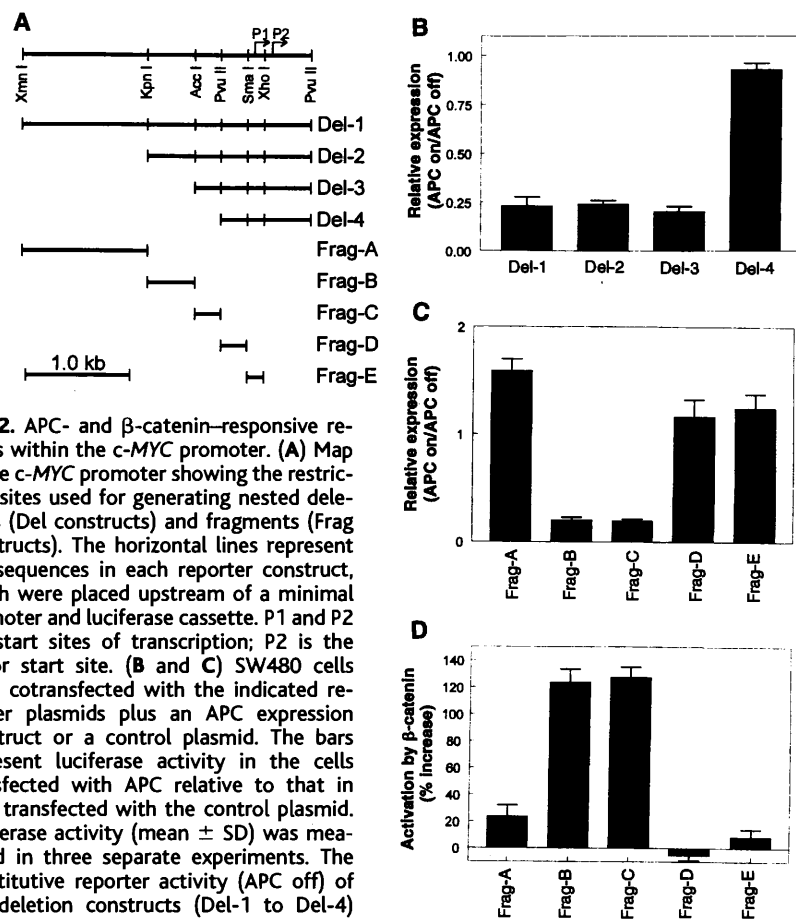 A
P1 P2
Xmn I
Kpn I
Acc I
Pvu II
Sma I
Xho I
Pvu II
Del-1
Del-2
Del-3
Del-4
Frag-A
Frag-B
Frag-C
Frag-D
1.0 kb
Frag-E
2. APC- and β-catenin–responsive re-
s within the c-MYC promoter. (A) Map
e c-MYC promoter showing the restric-
sites used for generating nested dele-
(Del constructs) and fragments (Frag
tructs). The horizontal lines represent
sequences in each reporter construct,
h were placed upstream of a minimal
moter and luciferase cassette. P1 and P2
start sites of transcription; P2 is the
or start site. (B and C) SW480 cells
cotransfected with the indicated re-
er plasmids plus an APC expression
truct or a control plasmid. The bars
esent luciferase activity in the cells
sfected with APC relative to that in
transfected with the control plasmid.
erase activity (mean ± SD) was mea-
d in three separate experiments. The
titutive reporter activity (APC off) of
deletion constructs (Del-1 to Del-4)
B
Relative expression
(APC on/APC off)
1.00
0.75
0.50
0.25
0.00
Del-1 Del-2 Del-3 Del-4
C
Relative expression
(APC on/APC off)
2
1
0
Frag-A
Frag-B
Frag-C
Frag-D
Frag-E
D
Activation by β-catenin
(% increase)
140
120
100
80
60
40
20
0
Frag-A
Frag-B
Frag-C
Frag-D
Frag-E